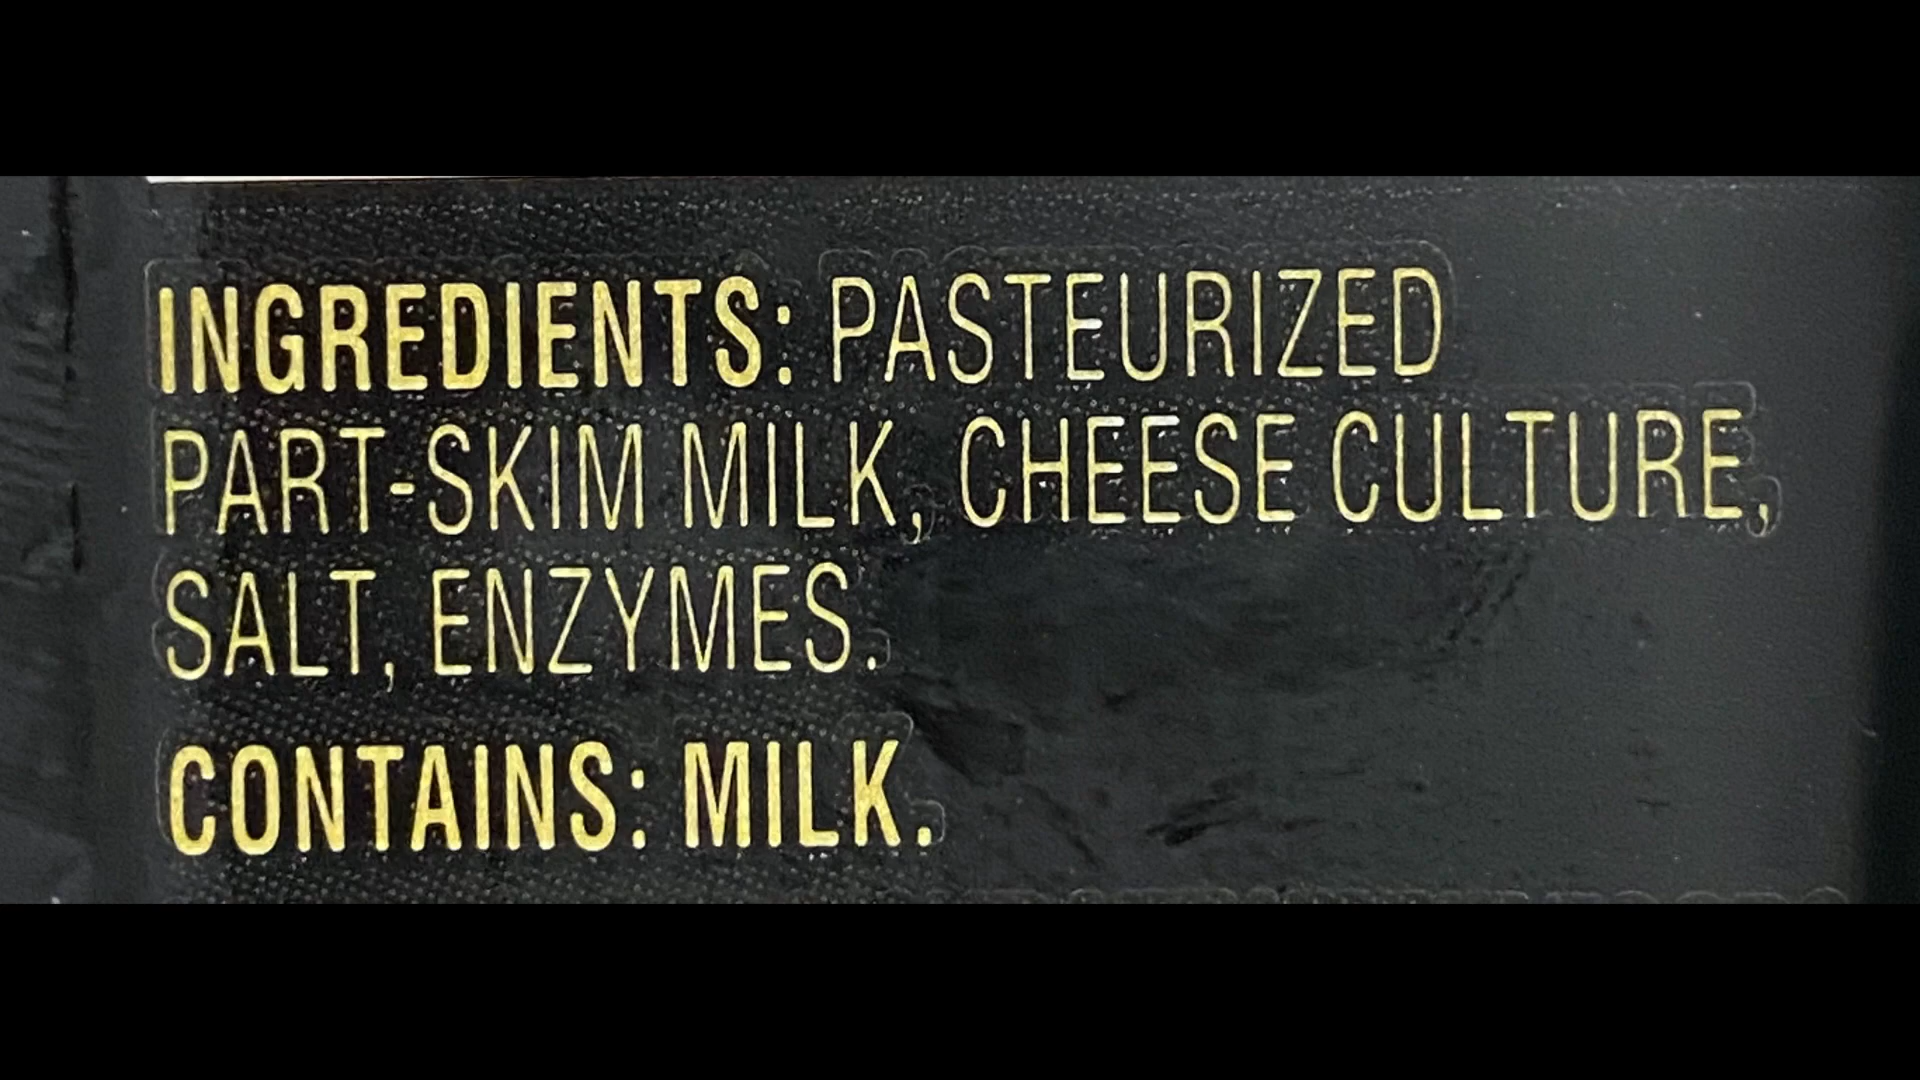 INGREDIENTS: PASTEURIZED
PART-SKIM MILK, CHEESE CULTURE,
SALT, ENZYMES.
CONTAINS: MILK.